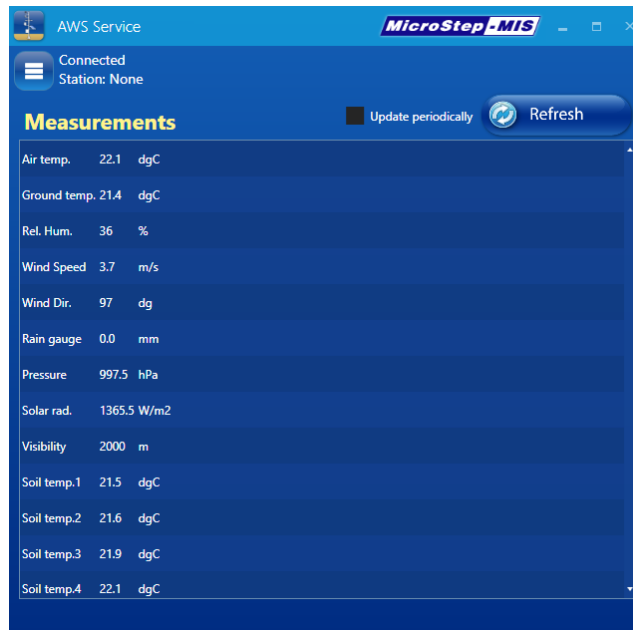 AWS Service
MicroStep-MIS
Connected
Station: None
Measurements
Update periodically
Refresh
Air temp. 22.1 dgC
Ground temp. 21.4 dgC
Rel. Hum. 36 %
Wind Speed 3.7 m/s
Wind Dir. 97 dg
Rain gauge 0.0 mm
Pressure 997.5 hPa
Solar rad. 1365.5 W/m2
Visibility 2000 m
Soil temp.1 21.5 dgC
Soil temp.2 21.6 dgC
Soil temp.3 21.9 dgC
Soil temp.4 22.1 dgC